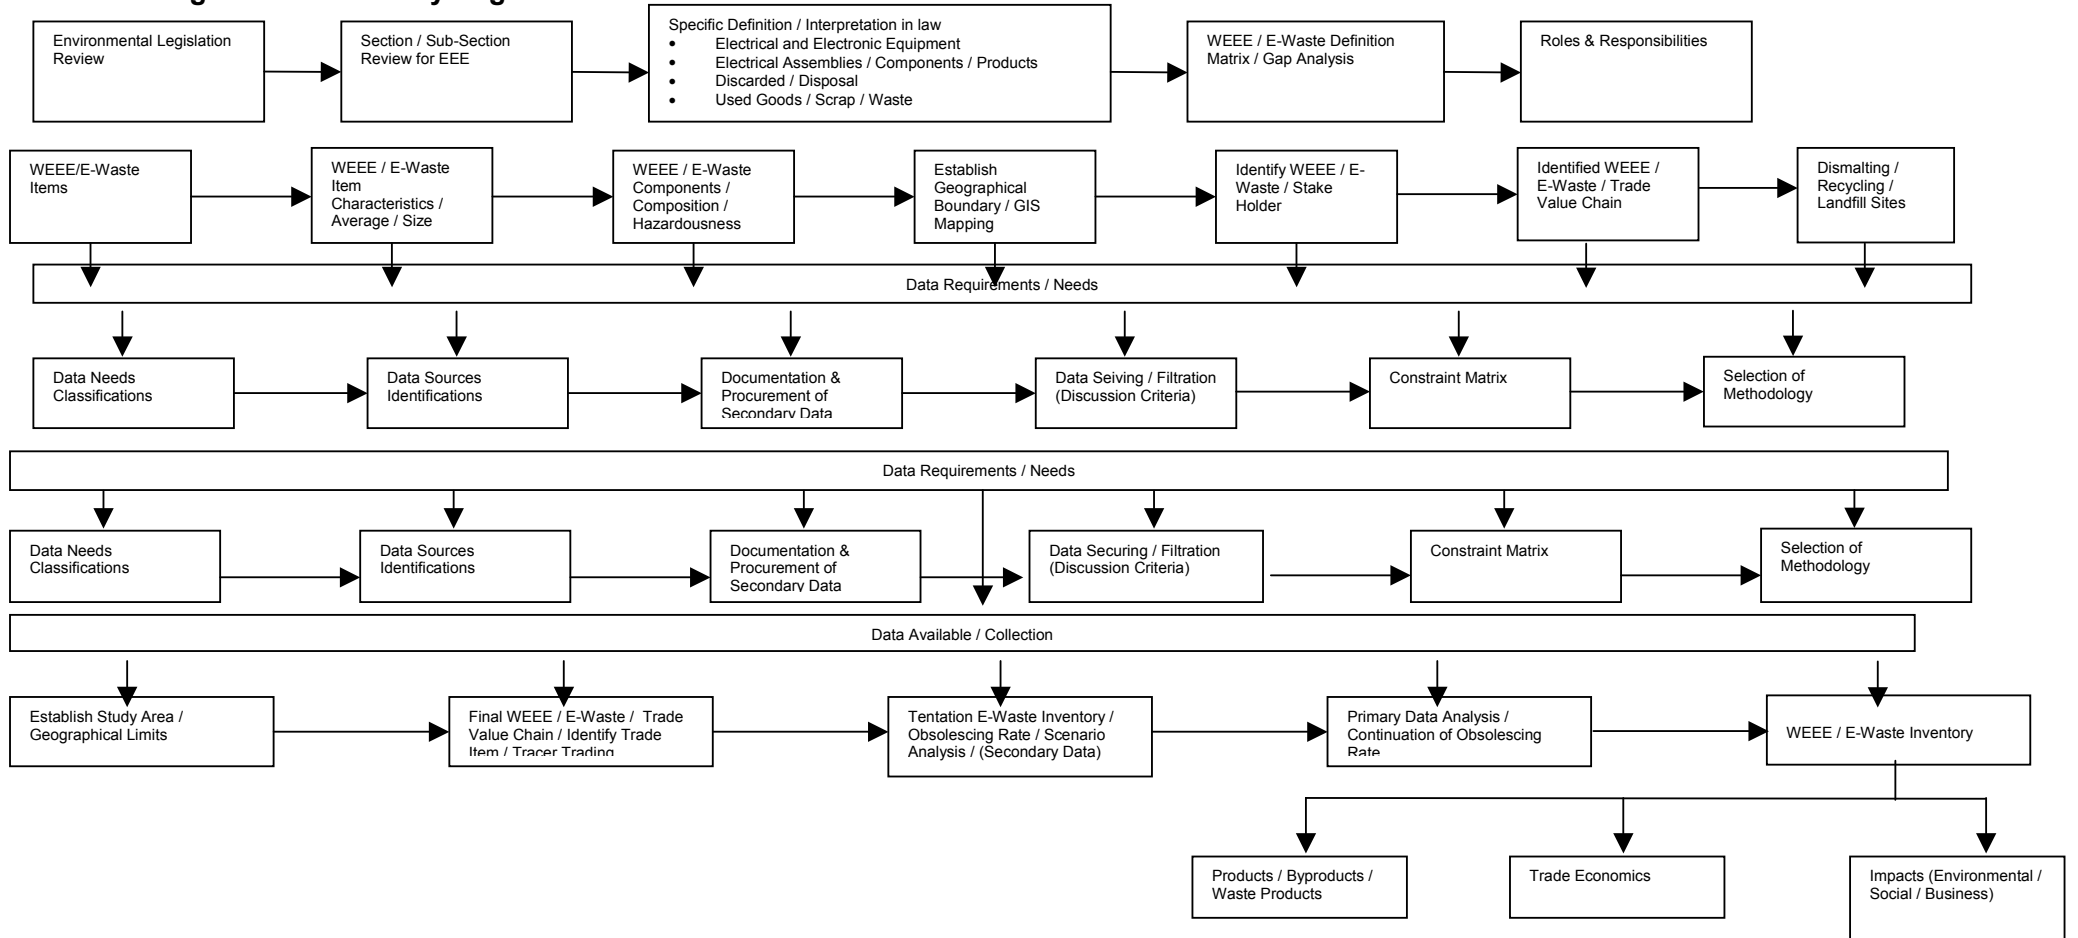 Environmental Legislation
Review
Section / Sub-Section
Review for EEE
Specific Definition / Interpretation in law
• Electrical and Electronic Equipment
• Electrical Assemblies / Components / Products
• Discarded / Disposal
• Used Goods / Scrap / Waste
WEEE / E-Waste Definition
Matrix / Gap Analysis
Roles & Responsibilities
WEEE/E-Waste
Items
WEEE / E-Waste
Item
Characteristics /
Average / Size
WEEE / E-Waste
Components /
Composition /
Hazardousness
Establish
Geographical
Boundary / GIS
Mapping
Identify WEEE / E-
Waste / Stake
Holder
Identified WEEE /
E-Waste / Trade
Value Chain
Dismalting /
Recycling /
Landfill Sites
Data Requirements / Needs
Data Needs
Classifications
Data Sources
Identifications
Documentation &
Procurement of
Secondary Data
Data Seiving / Filtration
(Discussion Criteria)
Constraint Matrix
Selection of
Methodology
Data Requirements / Needs
Data Needs
Classifications
Data Sources
Identifications
Documentation &
Procurement of
Secondary Data
Data Securing / Filtration
(Discussion Criteria)
Constraint Matrix
Selection of
Methodology
Data Available / Collection
Establish Study Area /
Geographical Limits
Final WEEE / E-Waste / Trade
Value Chain / Identify Trade
Item / Tracer Trading
Tentation E-Waste Inventory /
Obsolescing Rate / Scenario
Analysis / (Secondary Data)
Primary Data Analysis /
Continuation of Obsolescing
Rate
WEEE / E-Waste Inventory
Products / Byproducts /
Waste Products
Trade Economics
Impacts (Environmental /
Social / Business)